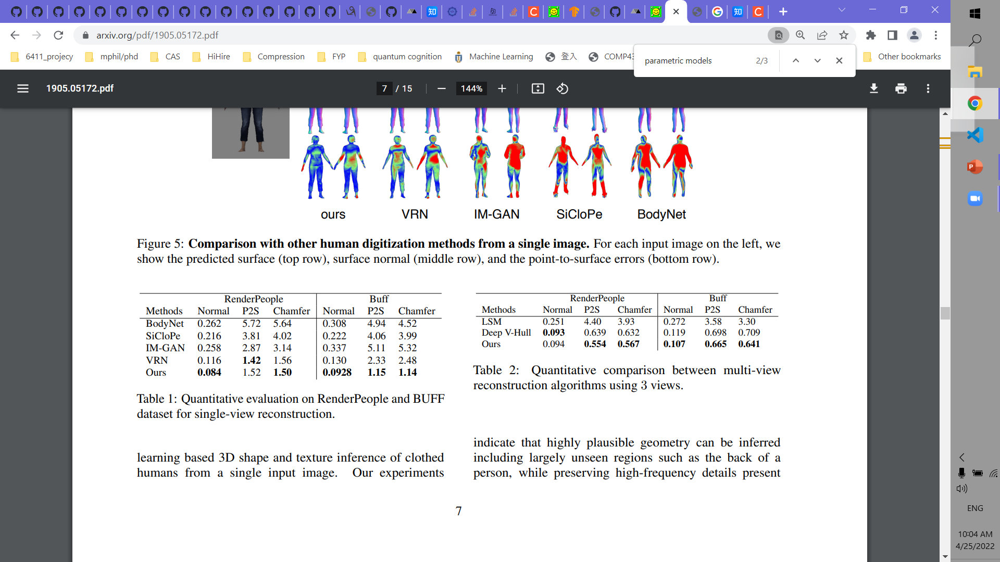 arxiv.org/pdf/1905.05172.pdf
6411_projecy mphil/phd CAS HiHire Compression FYP quantum cognition Machine Learning 登入 COMP43 Other bookmarks
parametric models 2/3
1905.05172.pdf 7 / 15 144%
ours VRN IM-GAN SiCloPe BodyNet
Figure 5: Comparison with other human digitization methods from a single image. For each input image on the left, we
show the predicted surface (top row), surface normal (middle row), and the point-to-surface errors (bottom row).
RenderPeople Buff
Methods Normal P2S Chamfer Normal P2S Chamfer
BodyNet 0.262 5.72 5.64 0.308 4.94 4.52
SiCloPe 0.216 3.81 4.02 0.222 4.06 3.99
IM-GAN 0.258 2.87 3.14 0.337 5.11 5.32
VRN 0.116 1.42 1.56 0.130 2.33 2.48
Ours 0.084 1.52 1.50 0.0928 1.15 1.14
Table 1: Quantitative evaluation on RenderPeople and BUFF
dataset for single-view reconstruction.
learning based 3D shape and texture inference of clothed
humans from a single input image. Our experiments
RenderPeople Buff
Methods Normal P2S Chamfer Normal P2S Chamfer
LSM 0.251 4.40 3.93 0.272 3.58 3.30
Deep V-Hull 0.093 0.639 0.632 0.119 0.698 0.709
Ours 0.094 0.554 0.567 0.107 0.665 0.641
Table 2: Quantitative comparison between multi-view
reconstruction algorithms using 3 views.
indicate that highly plausible geometry can be inferred
including largely unseen regions such as the back of a
person, while preserving high-frequency details present
7
ENG
10:04 AM
4/25/2022